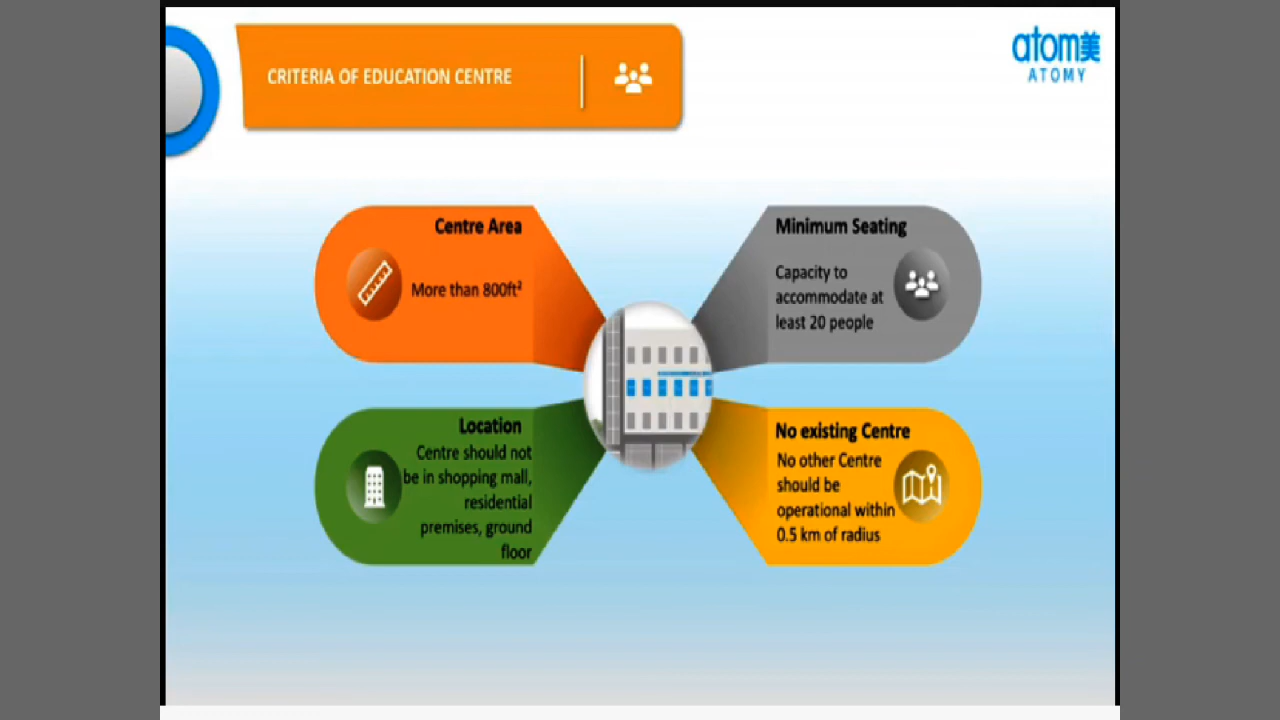 CRITERIA OF EDUCATION CENTRE
atom美
ATOMY
Centre Area
More than 800ft²
Minimum Seating
Capacity to
accommodate at
least 20 people
Location
Centre should not
be in shopping mall,
residential
premises, ground
floor
No existing Centre
No other Centre
should be
operational within
0.5 km of radius